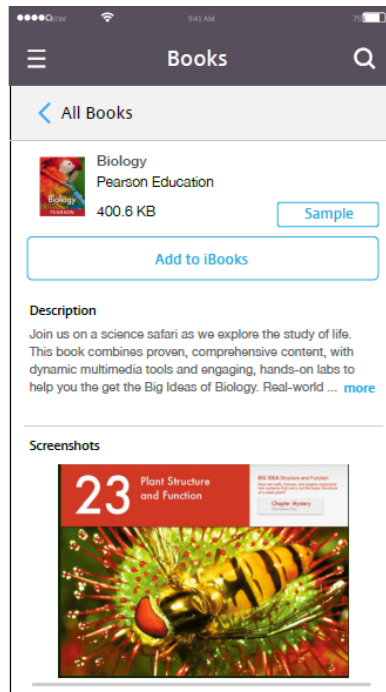 9:41 AM
Books
All Books
Biology
Pearson Education
400.6 KB
Sample
Add to iBooks
Biology
PEARSON
Description
Join us on a science safari as we explore the study of life.
This book combines proven, comprehensive content, with
dynamic multimedia tools and engaging, hands-on labs to
help you the get the Big Ideas of Biology. Real-world ... more
Screenshots
23
Plant Structure
and Function
BIG IDEA Structure and Function
Chapter Mystery